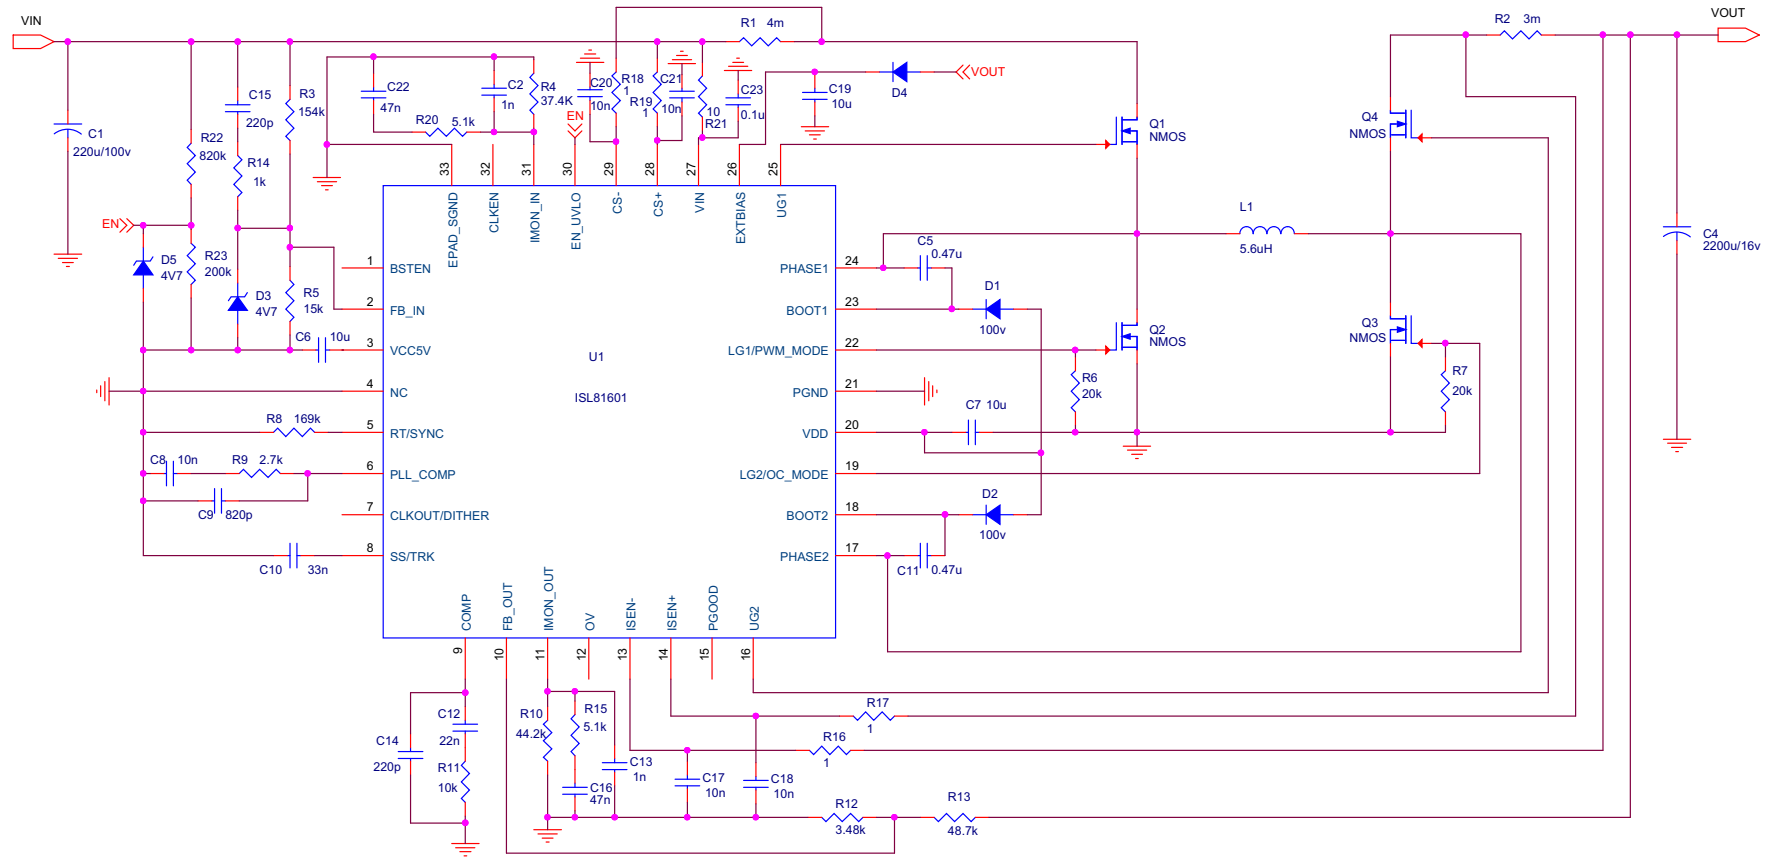 VIN
R1 4m
R2 3m
VOUT
C22
47n
C2
1n
R4
37.4K
R20 5.1k
C20
10n
EN
R18
1
C21
R19
1
10n
10
R21
C23
0.1u
C19
10u
D4
VOUT
C15
220p
R3
154k
C1
220u/100v
R22
820k
R14
1k
Q1
NMOS
Q4
NMOS
33
32
31
30
29
28
27
26
25
EPAD_SGND
CLKEN
IMON_IN
EN_UVLO
CS-
CS+
VIN
EXTBIAS
UG1
EN
D5
4V7
R23
200k
D3
4V7
R5
15k
C6 10u
L1
5.6uH
C4
2200u/16v
C5
0.47u
1 BSTEN
2 FB_IN
3 VCC5V
4 NC
5 RT/SYNC
6 PLL_COMP
7 CLKOUT/DITHER
8 SS/TRK
U1
ISL81601
PHASE1 24
BOOT1 23
LG1/PWM_MODE 22
PGND 21
VDD 20
LG2/OC_MODE 19
BOOT2 18
PHASE2 17
D1
100v
Q2
NMOS
Q3
NMOS
R6
20k
R7
20k
C7 10u
R8 169k
C8 10n
R9 2.7k
C9 820p
C10 33n
D2
100v
C11 0.47u
COMP
FB_OUT
IMON_OUT
OV
ISEN-
ISEN+
PGOOD
UG2
9
10
11
12
13
14
15
16
C12
22n
C14
220p
R11
10k
R10
44.2k
R15
5.1k
C13
1n
C16
47n
C17
10n
C18
10n
R17
1
R16
1
R12
3.48k
R13
48.7k